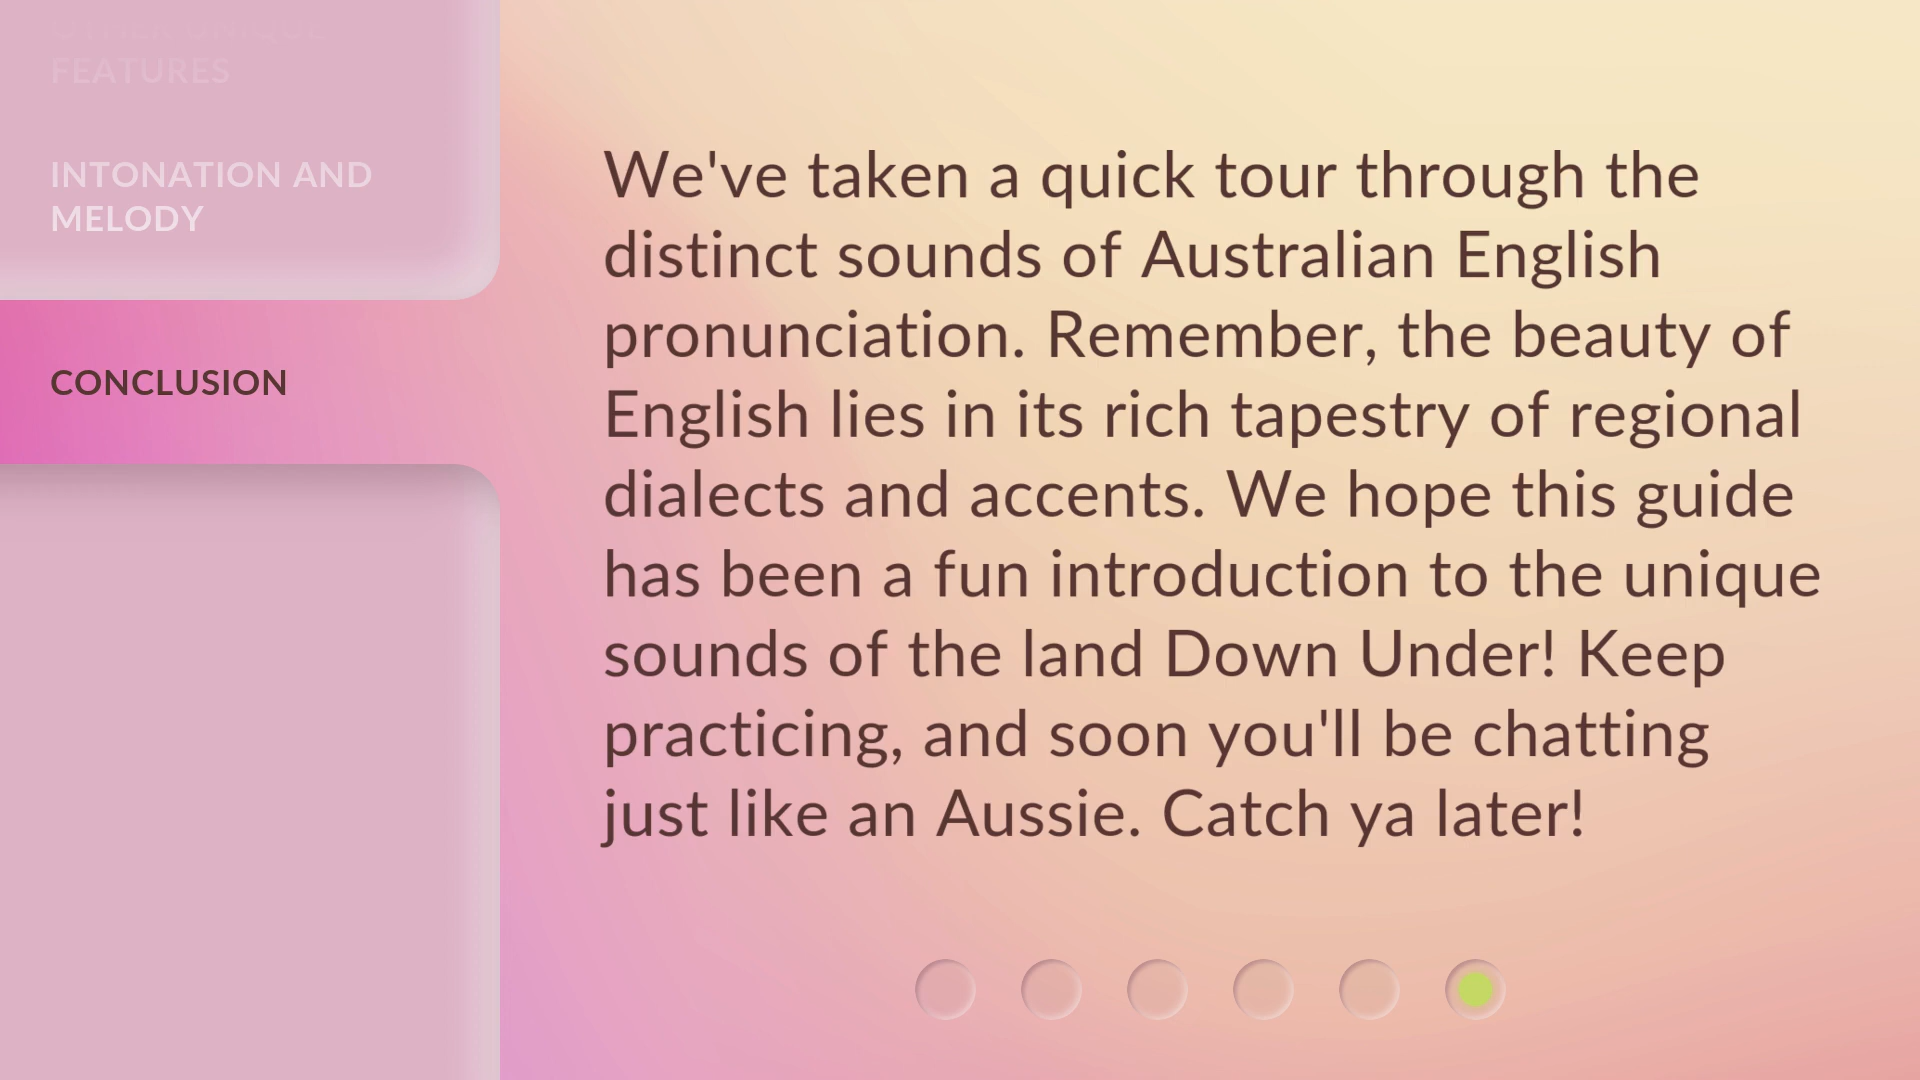 OTHER UNIQUE
FEATURES
INTONATION AND
MELODY
CONCLUSION
We've taken a quick tour through the
distinct sounds of Australian English
pronunciation. Remember, the beauty of
English lies in its rich tapestry of regional
dialects and accents. We hope this guide
has been a fun introduction to the unique
sounds of the land Down Under! Keep
practicing, and soon you'll be chatting
just like an Aussie. Catch ya later!